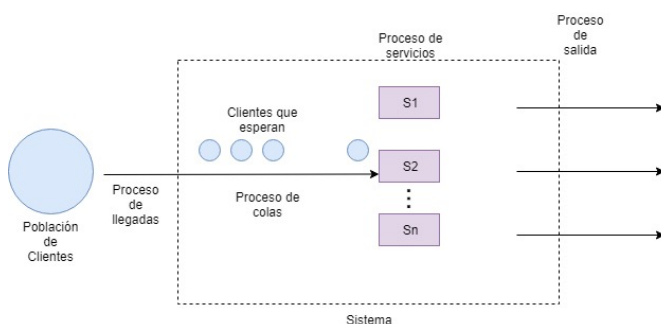 Proceso de
servicios
Proceso
de
salida
S1
Clientes que
esperan
S2
Proceso
de
llegadas
Proceso de
colas
Población
de
Clientes
Sn
Sistema